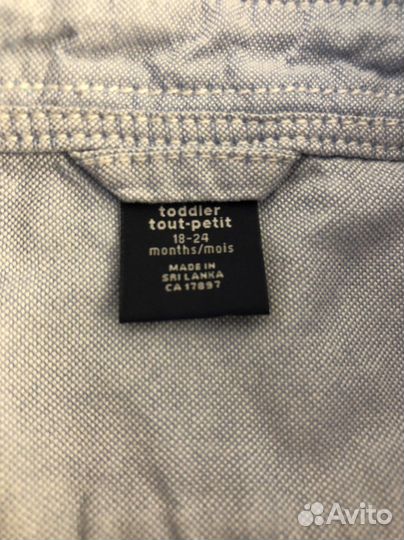 toddler
tout-petit
18-24
months/mois
MADE IN
SRI LANKA
CA 17897
Avito